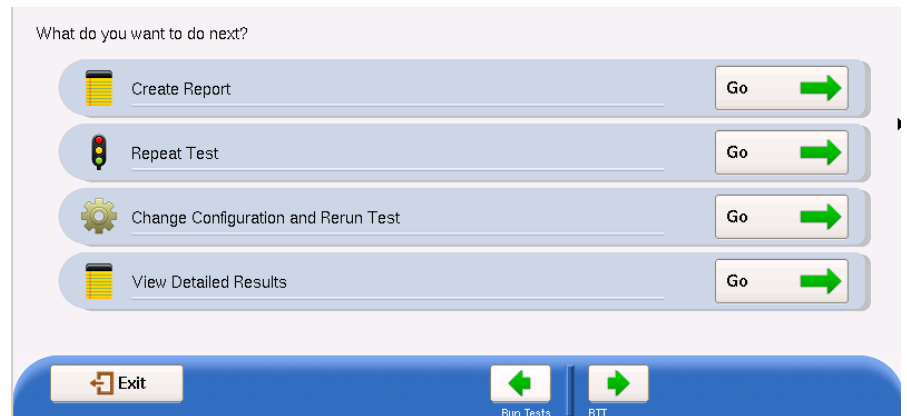 What do you want to do next?
Create Report
Go
Repeat Test
Go
Change Configuration and Rerun Test
Go
View Detailed Results
Go
Exit
Run Tests
RTT